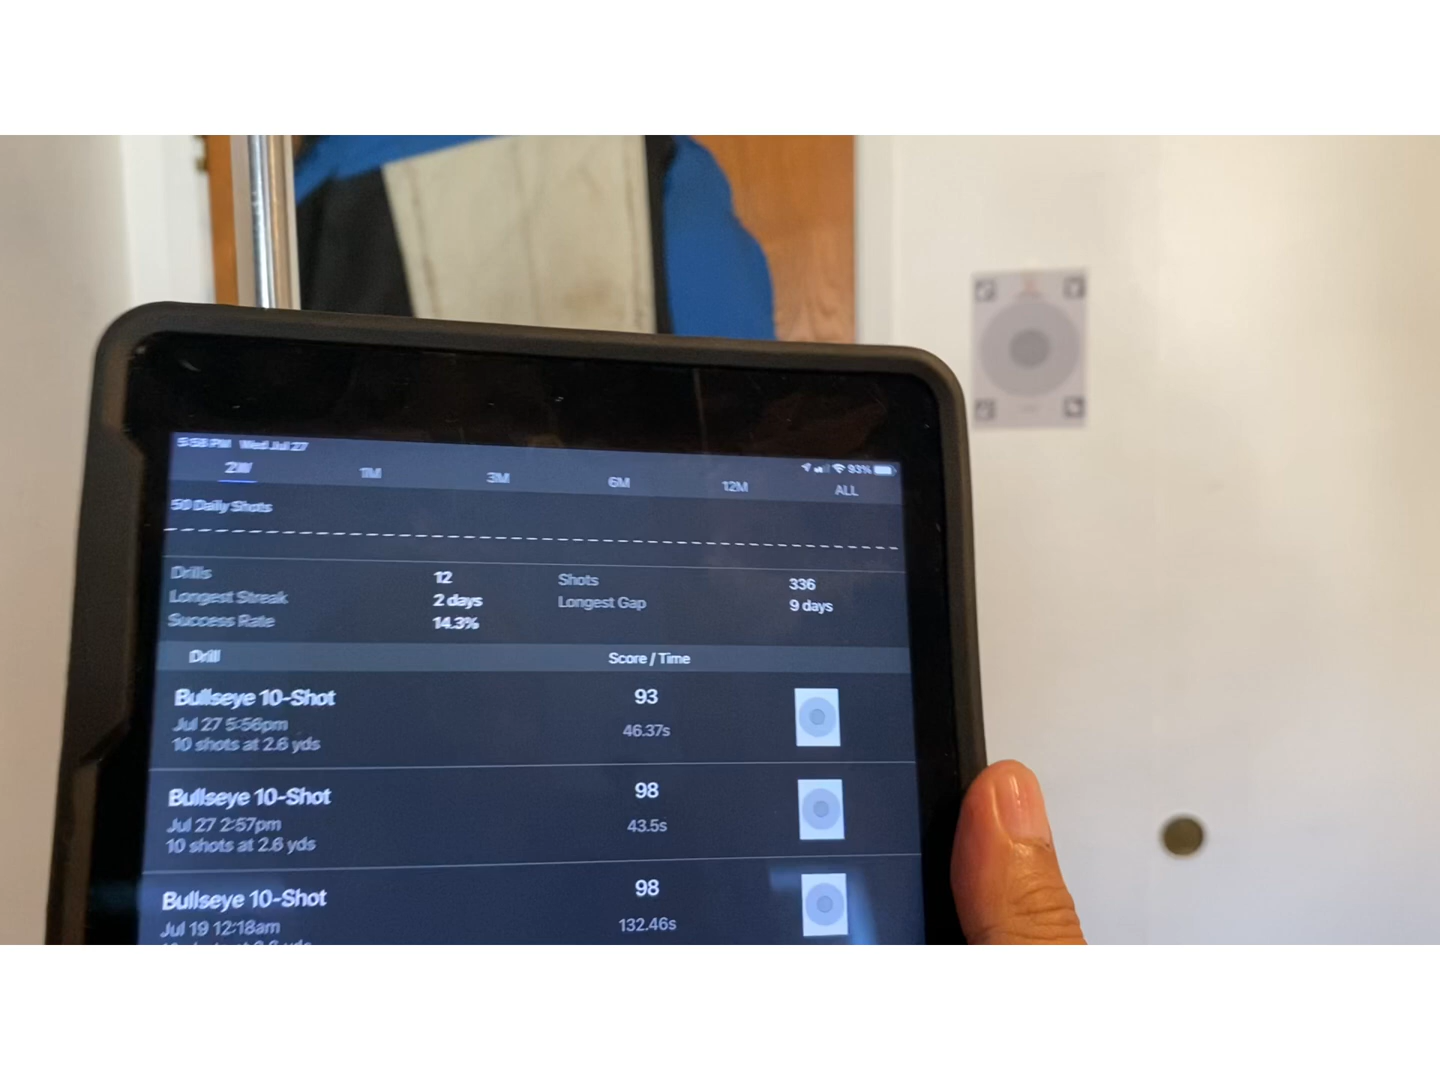 5:58 PM Wed Jul 27
93%
2W 1M 3M 6M 12M ALL
50 Daily Shots
Drills 12 Shots 336
Longest Streak 2 days Longest Gap 9 days
Success Rate 14.3%
Drill Score / Time
Bullseye 10-Shot 93
Jul 27 5:56pm 46.37s
10 shots at 2.6 yds
Bullseye 10-Shot 98
Jul 27 2:57pm 43.5s
10 shots at 2.6 yds
Bullseye 10-Shot 98
Jul 19 12:18am 132.46s